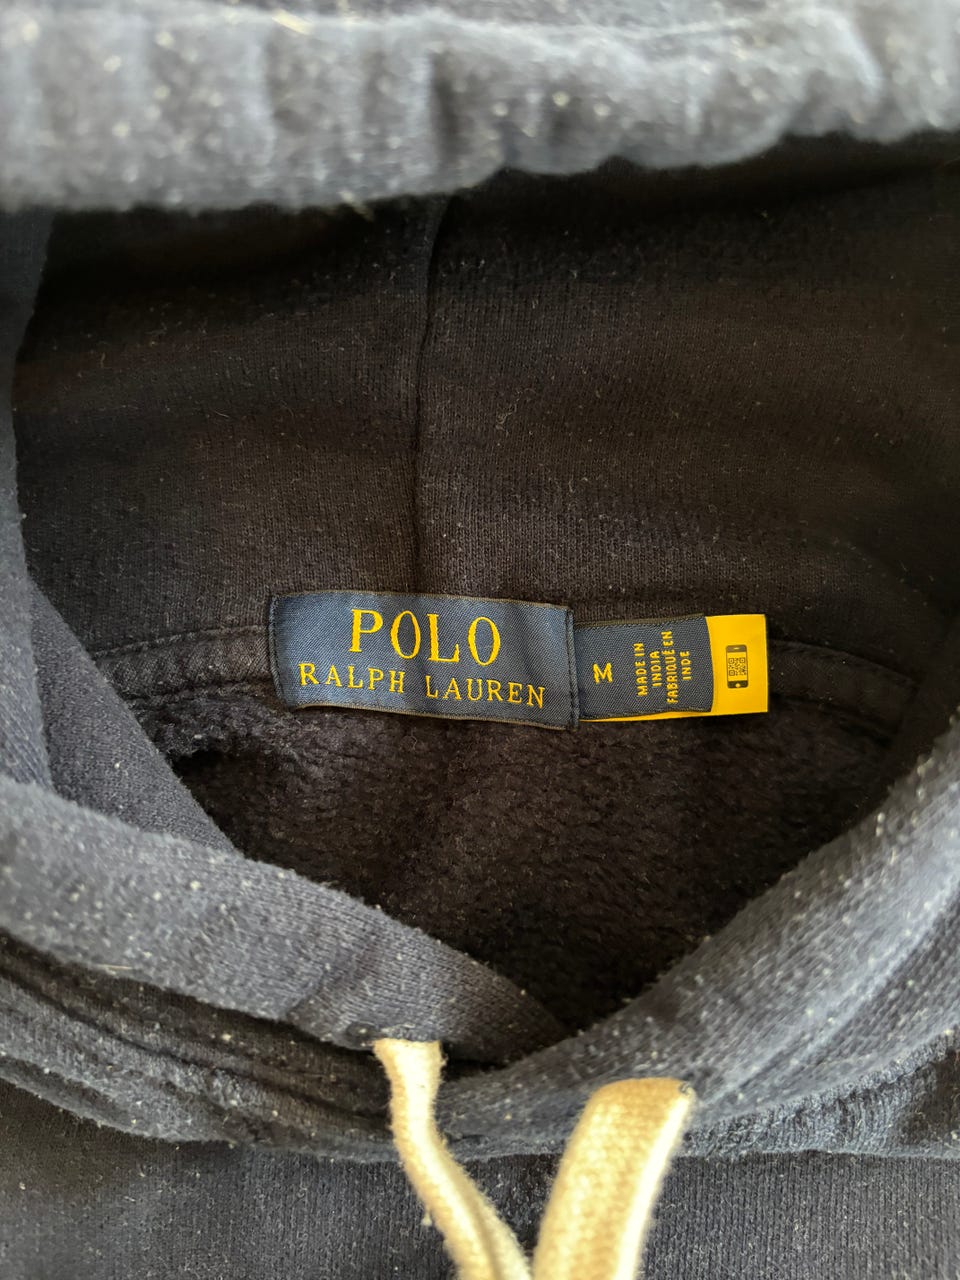 POLO
RALPH LAUREN
M
MADE IN
INDIA
FABRIQUÉ EN
INDE